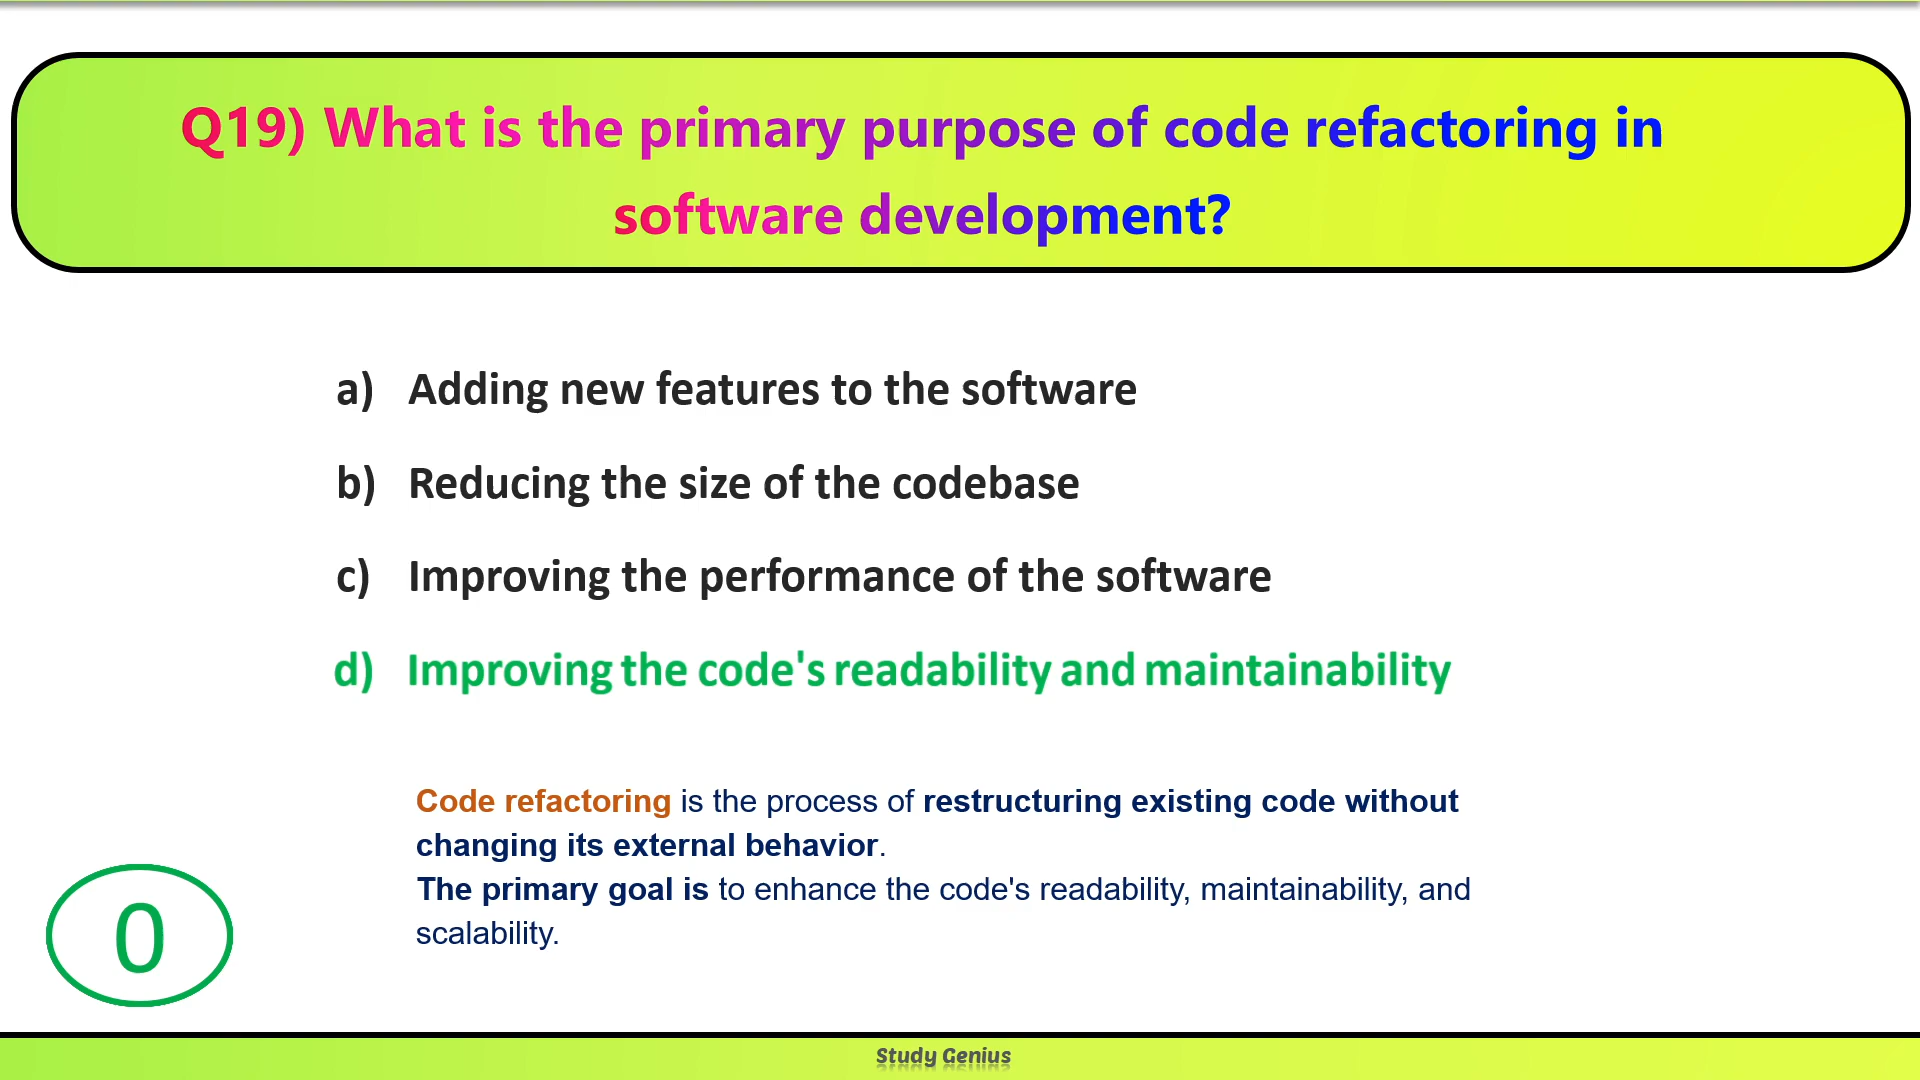 Q19) What is the primary purpose of code refactoring in
software development?
a) Adding new features to the software
b) Reducing the size of the codebase
c) Improving the performance of the software
d) Improving the code's readability and maintainability
Code refactoring is the process of restructuring existing code without
changing its external behavior.
The primary goal is to enhance the code's readability, maintainability, and
scalability.
0
Study Genius